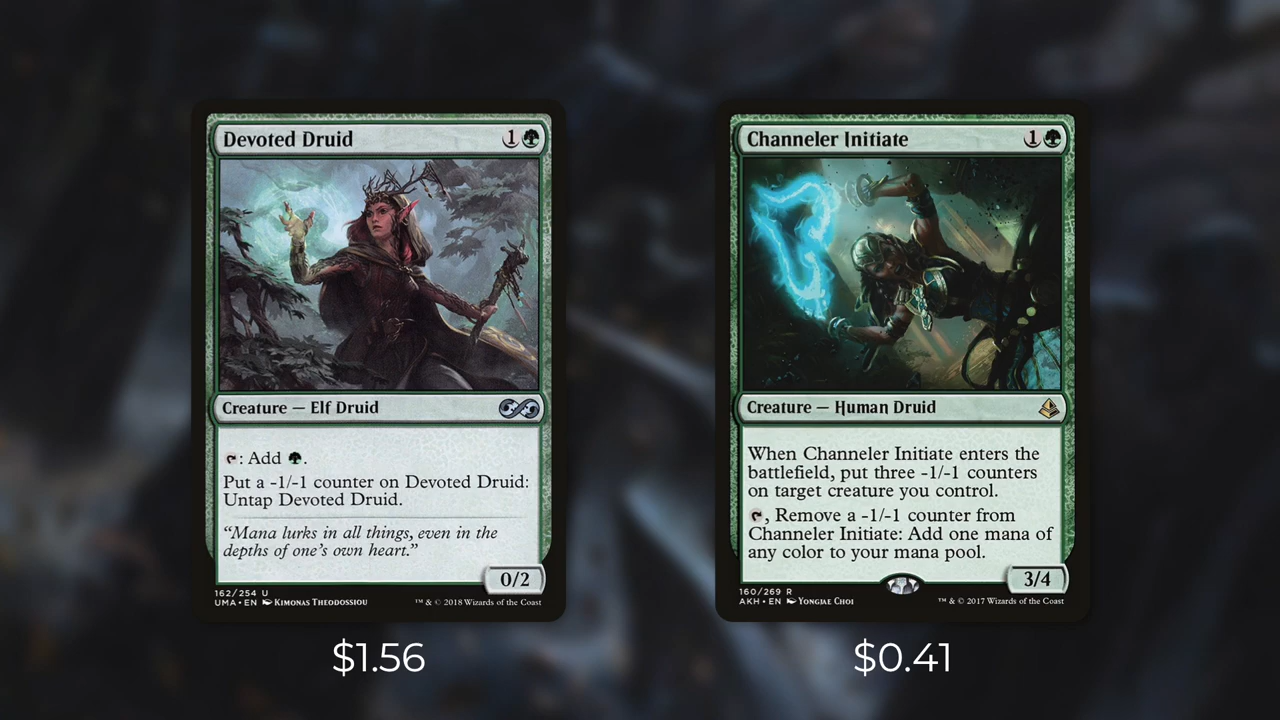 Devoted Druid 1
Creature — Elf Druid
: Add .
Put a -1/-1 counter on Devoted Druid:
Untap Devoted Druid.
“Mana lurks in all things, even in the
depths of one’s own heart.”
0/2
162/254 U
UMA • EN Kimonas Theodossiou
™ & © 2018 Wizards of the Coast
$1.56
Channeler Initiate 1
Creature — Human Druid
When Channeler Initiate enters the
battlefield, put three -1/-1 counters
on target creature you control.
, Remove a -1/-1 counter from
Channeler Initiate: Add one mana of
any color to your mana pool.
3/4
160/269 R
AKH • EN Yongjae Choi
™ & © 2017 Wizards of the Coast
$0.41